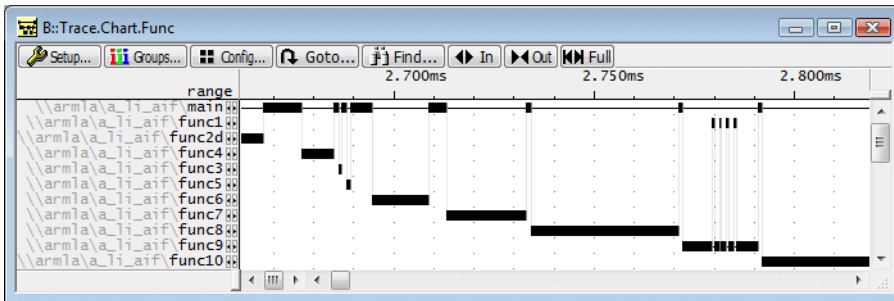 B::Trace.Chart.Func
Setup... Groups... Config... Goto... Find... In Out Full
2.700ms 2.750ms 2.800ms
range
\\armla\a_li_aif\main
\\armla\a_li_aif\func1
\\armla\a_li_aif\func2d
\\armla\a_li_aif\func4
\\armla\a_li_aif\func3
\\armla\a_li_aif\func5
\\armla\a_li_aif\func6
\\armla\a_li_aif\func7
\\armla\a_li_aif\func8
\\armla\a_li_aif\func9
\\armla\a_li_aif\func10